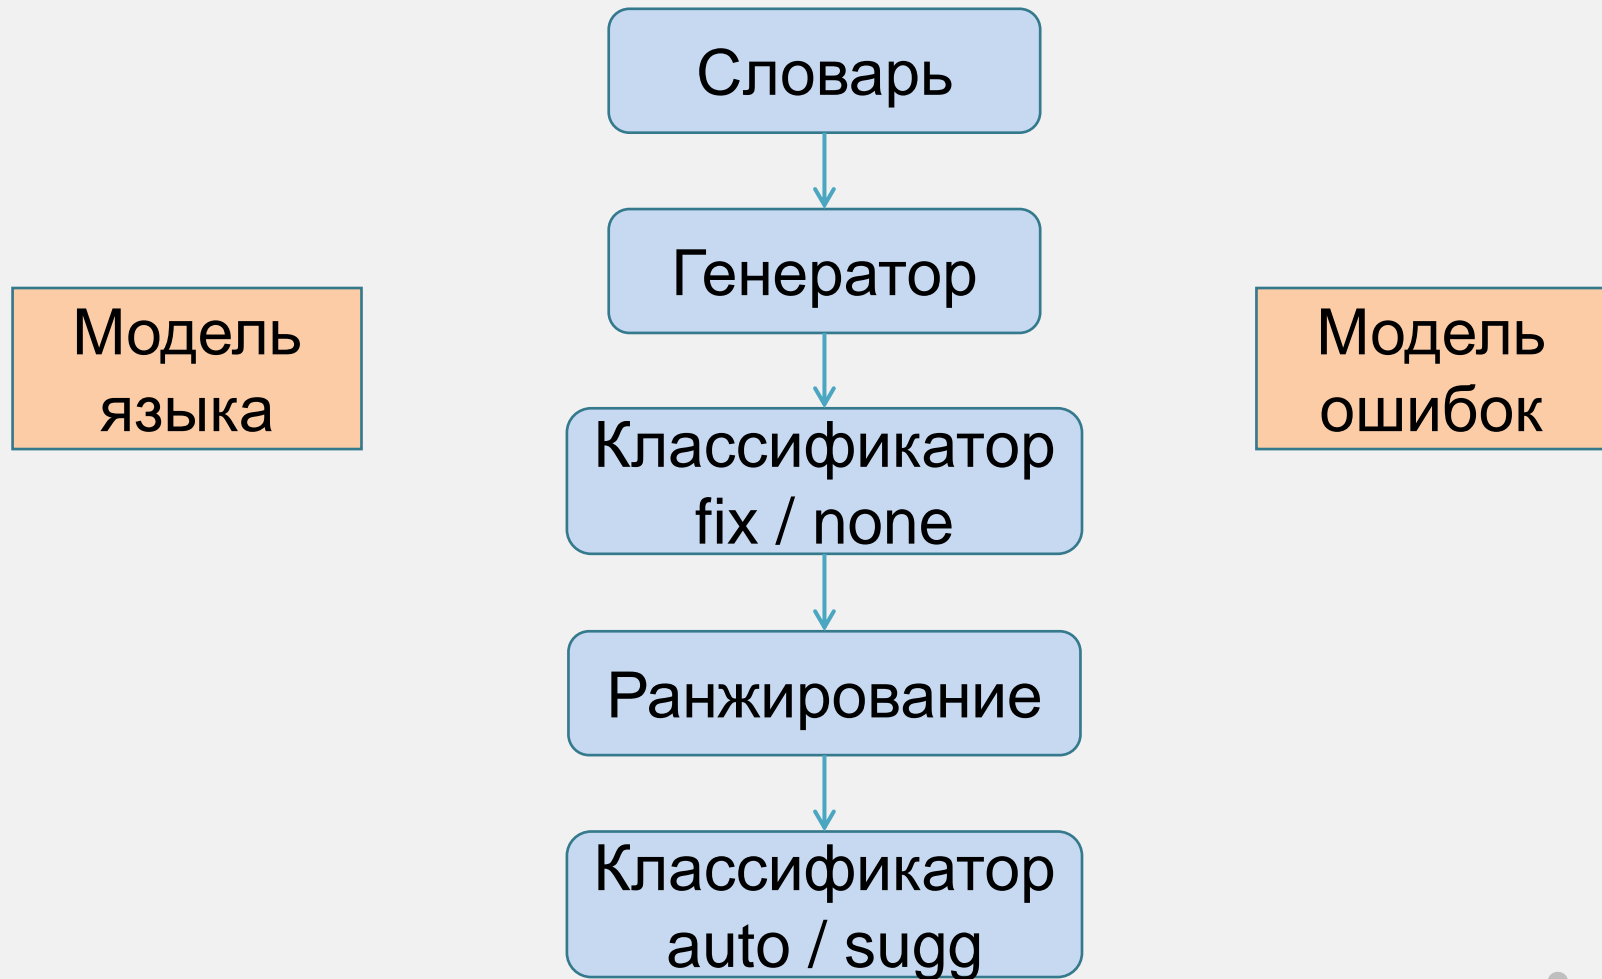 Словарь
Генератор
Модель
языка
Модель
ошибок
Классификатор
fix / none
Ранжирование
Классификатор
auto / sugg